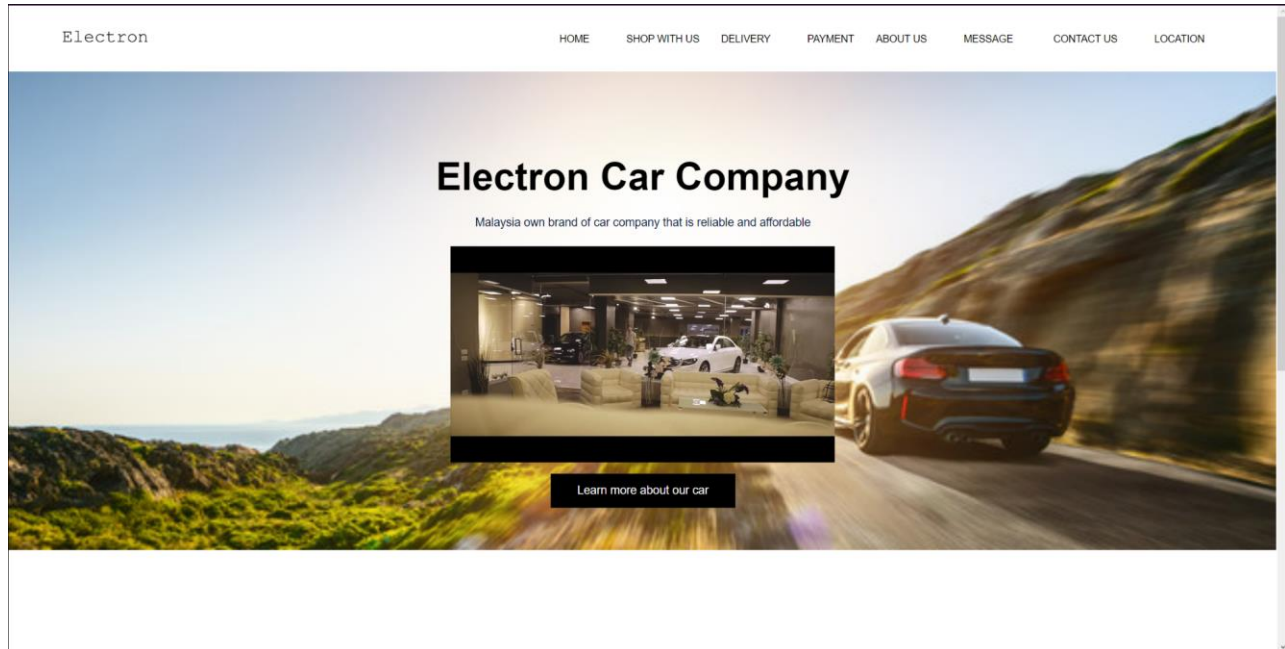 Electron
HOME SHOP WITH US DELIVERY PAYMENT ABOUT US MESSAGE CONTACT US LOCATION
Electron Car Company
Malaysia own brand of car company that is reliable and affordable
Learn more about our car